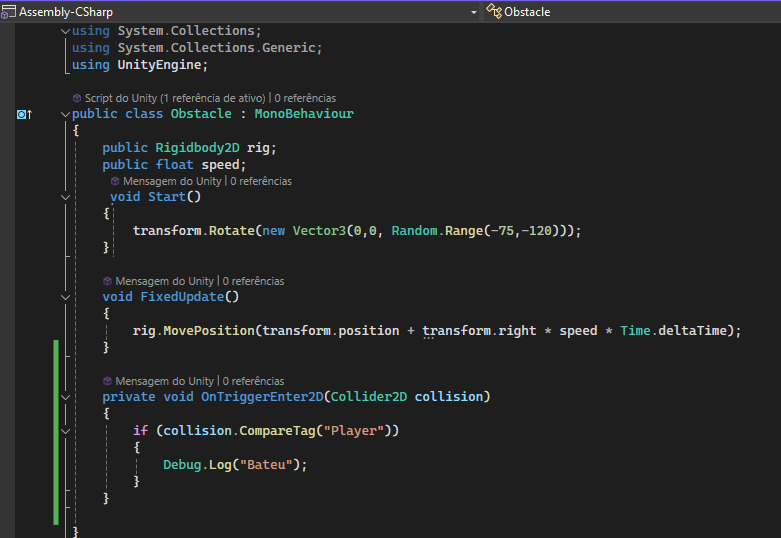 Assembly-CSharp Obstacle
using System.Collections;
using System.Collections.Generic;
using UnityEngine;
Script do Unity (1 referência de ativo) | 0 referências
public class Obstacle : MonoBehaviour
{
public Rigidbody2D rig;
public float speed;
Mensagem do Unity | 0 referências
void Start()
{
transform.Rotate(new Vector3(0,0, Random.Range(-75,-120)));
}
Mensagem do Unity | 0 referências
void FixedUpdate()
{
rig.MovePosition(transform.position + transform.right * speed * Time.deltaTime);
}
Mensagem do Unity | 0 referências
private void OnTriggerEnter2D(Collider2D collision)
{
if (collision.CompareTag("Player"))
{
Debug.Log("Bateu");
}
}
}